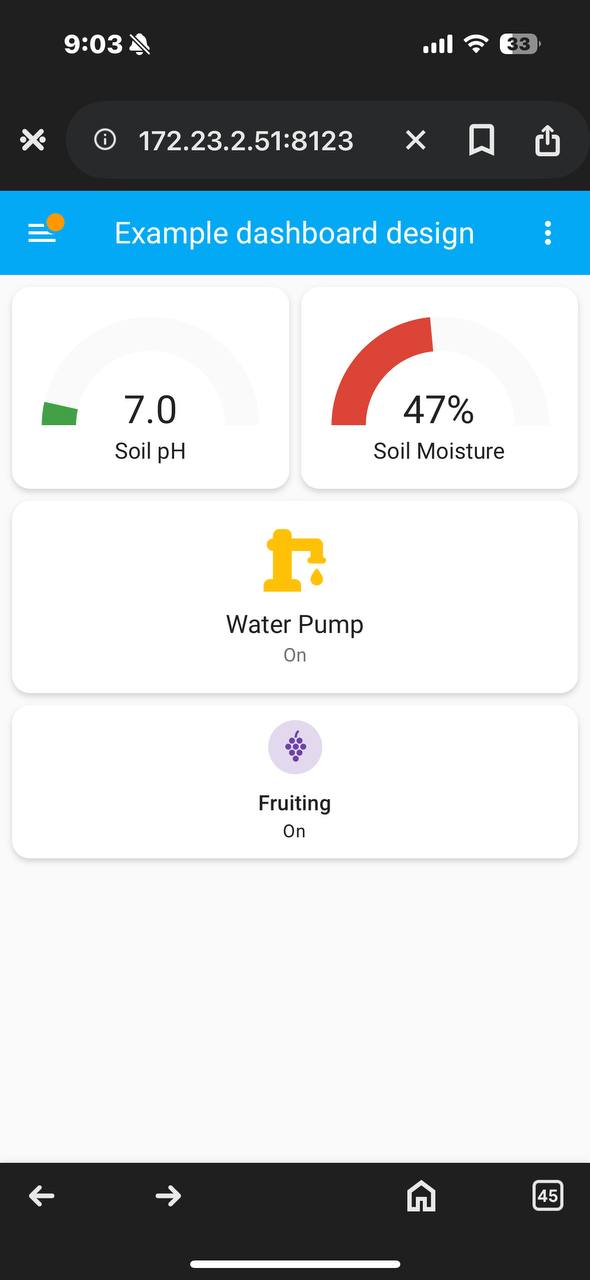 9:03 33
172.23.2.51:8123
Example dashboard design
7.0 47%
Soil pH Soil Moisture
Water Pump
On
Fruiting
On
45